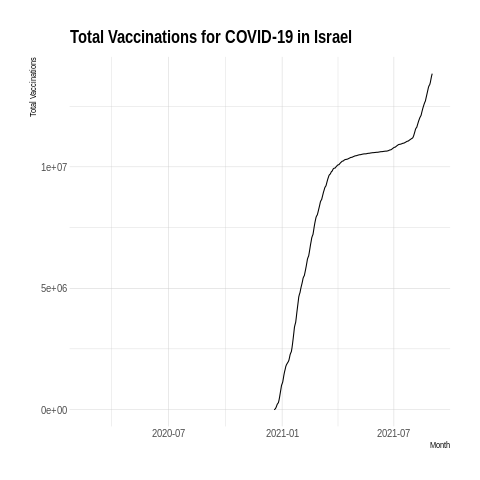 Total Vaccinations for COVID-19 in Israel
Total Vaccinations
1e+07
5e+06
0e+00
2020-07
2021-01
2021-07
Month